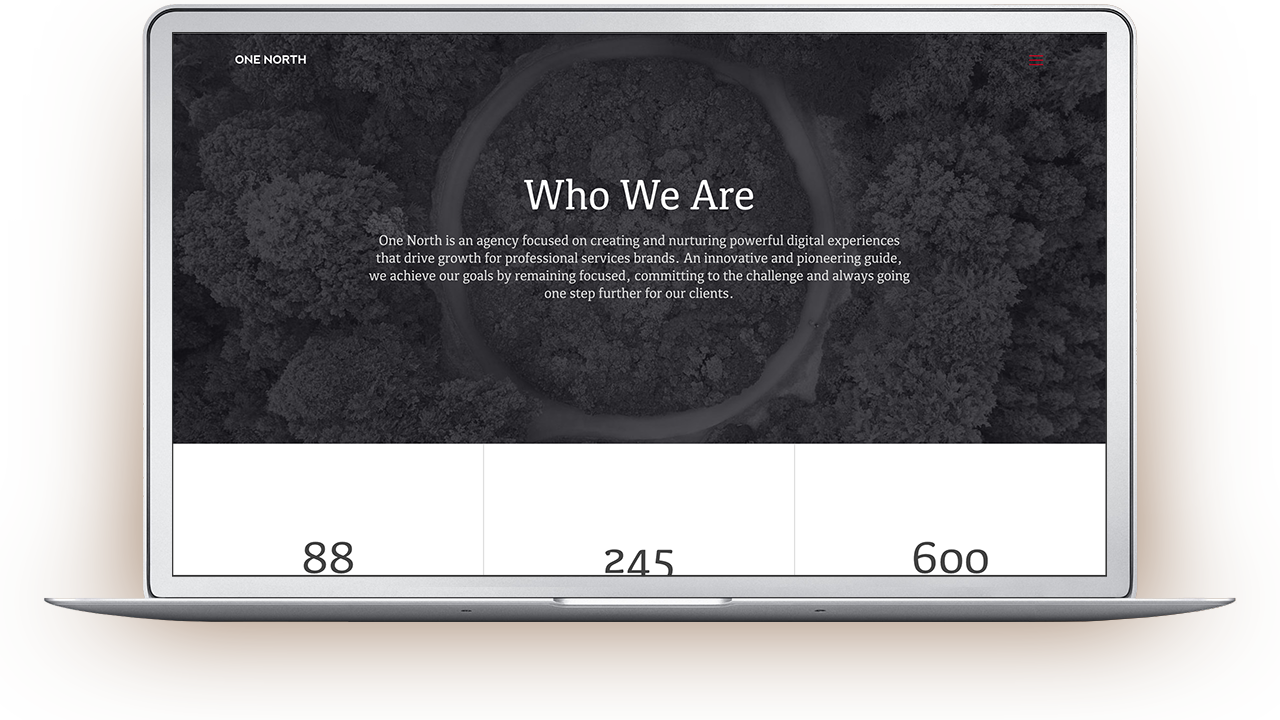 ONE NORTH
Who We Are
One North is an agency focused on creating and nurturing powerful digital experiences
that drive growth for professional services brands. An innovative and pioneering guide,
we achieve our goals by remaining focused, committing to the challenge and always going
one step further for our clients.
88 245 600